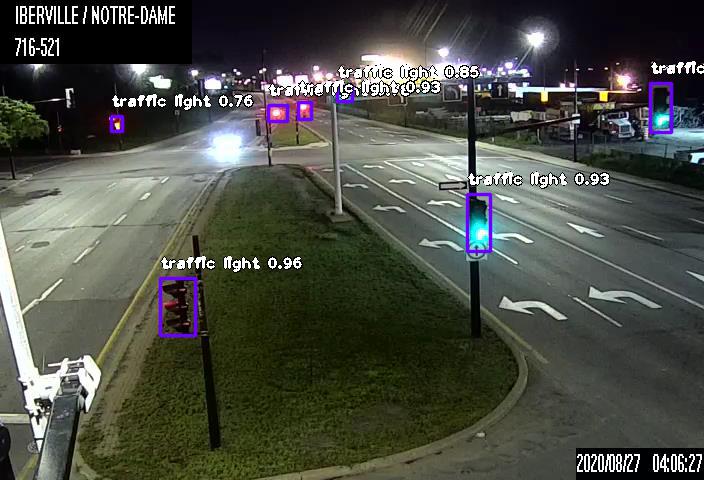 IBERVILLE / NOTRE-DAME
716-521
traffic light 0.85
traffic light 0.93
traffic light 0.76
traffic light 0.93
traffic light 0.96
2020/08/27 04:06:27